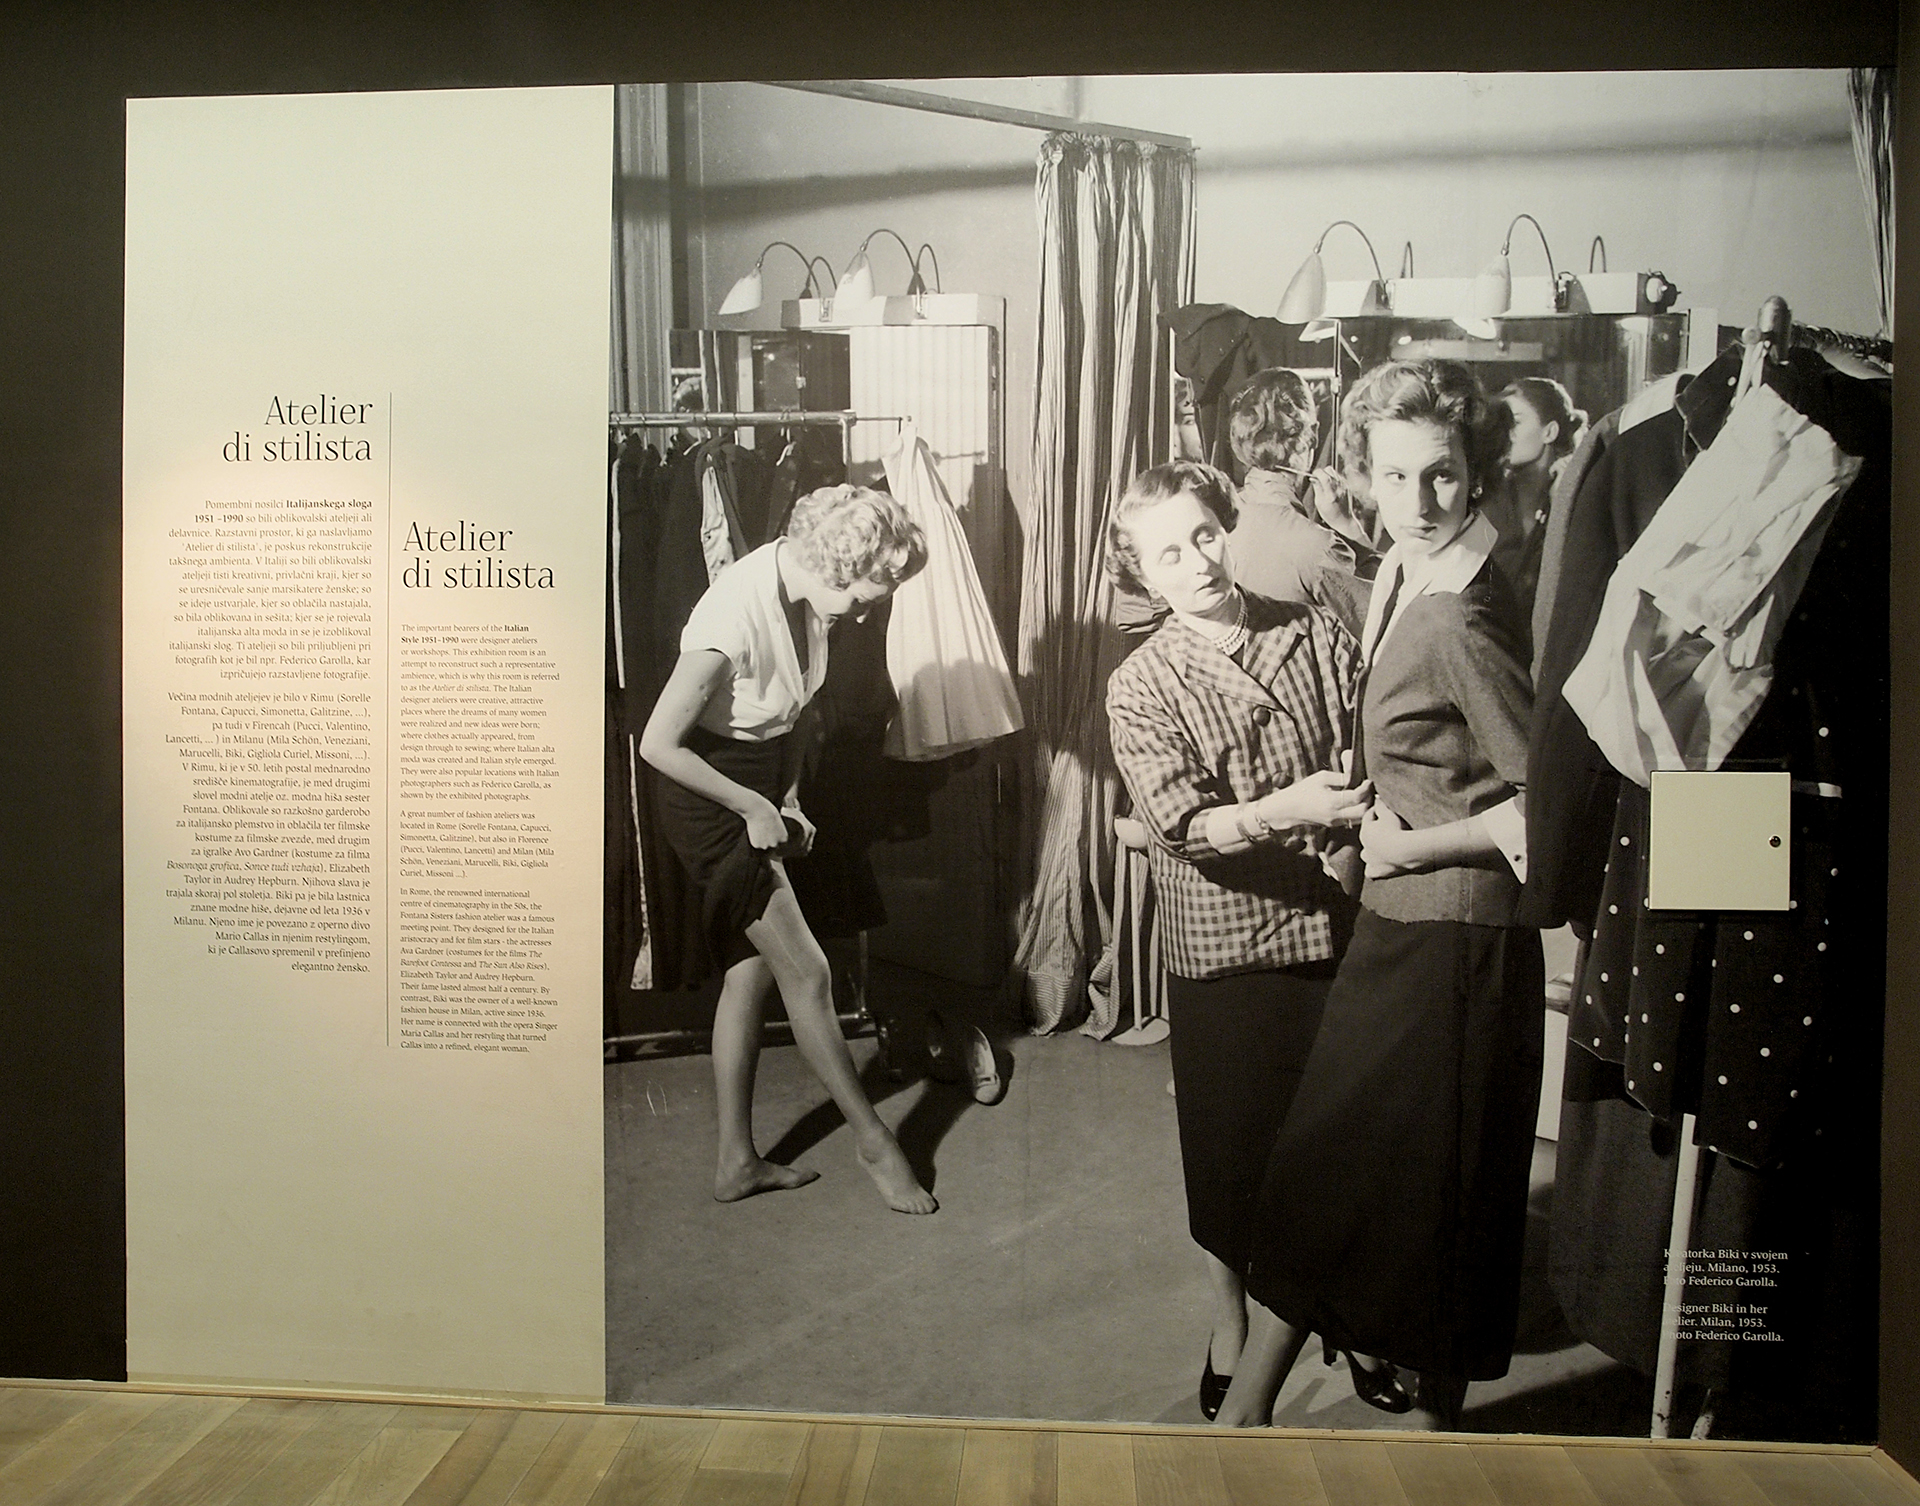 Atelier
di stilista
Pomembni nosilci Italijanskega sloga
1951 –1990 so bili oblikovalski ateljeji ali
delavnice. Razstavni prostor, ki ga naslavljamo
'Atelier di stilista', je poskus rekonstrukcije
takšnega ambienta. V Italiji so bili oblikovalski
ateljeji tisti kreativni, privlačni kraji, kjer so
se uresničevale sanje marsikatere ženske; so
se ideje ustvarjale, kjer so oblačila nastajala,
so bila oblikovana in sešita; kjer se je rojevala
italijanska alta moda in se je izoblikoval
italijanski slog. Ti ateljeji so bili priljubljeni pri
fotografih kot je bil npr. Federico Garolla, kar
izpričujejo razstavljene fotografije.
Večina modnih ateljejev je bilo v Rimu (Sorelle
Fontana, Capucci, Simonetta, Galitzine, ...),
pa tudi v Firencah (Pucci, Valentino,
Lancetti, ... ) in Milanu (Mila Schön, Veneziani,
Marucelli, Biki, Gigliola Curiel, Missoni, ...).
V Rimu, ki je v 50. letih postal mednarodno
središče kinematografije, je med drugimi
slovel modni atelje oz. modna hiša sester
Fontana. Oblikovale so razkošno garderobo
za italijansko plemstvo in oblačila ter filmske
kostume za filmske zvezde, med drugim
za igralke Avo Gardner (kostume za filma
Bosonoga grofica, Sonce tudi vzhaja), Elizabeth
Taylor in Audrey Hepburn. Njihova slava je
trajala skoraj pol stoletja. Biki pa je bila lastnica
znane modne hiše, dejavne od leta 1936 v
Milanu. Njeno ime je povezano z operno divo
Mario Callas in njenim restylingom,
ki je Callasovo spremenil v prefinjeno
elegantno žensko.
Atelier
di stilista
The important bearers of the Italian
Style 1951–1990 were designer ateliers
or workshops. This exhibition room is an
attempt to reconstruct such a representative
ambience, which is why this room is referred
to as the Atelier di stilista. The Italian
designer ateliers were creative, attractive
places where the dreams of many women
were realized and new ideas were born;
where clothes actually appeared, from
design through to sewing; where Italian alta
moda was created and Italian style emerged.
They were also popular locations with Italian
photographers such as Federico Garolla, as
shown by the exhibited photographs.
A great number of fashion ateliers was
located in Rome (Sorelle Fontana, Capucci,
Simonetta, Galitzine), but also in Florence
(Pucci, Valentino, Lancetti) and Milan (Mila
Schön, Veneziani, Marucelli, Biki, Gigliola
Curiel, Missoni ...).
In Rome, the renowned international
centre of cinematography in the 50s, the
Fontana Sisters fashion atelier was a famous
meeting point. They designed for the Italian
aristocracy and for film stars - the actresses
Ava Gardner (costumes for the films The
Barefoot Contessa and The Sun Also Rises),
Elizabeth Taylor and Audrey Hepburn.
Their fame lasted almost half a century. By
contrast, Biki was the owner of a well-known
fashion house in Milan, active since 1936.
Her name is connected with the opera Singer
Maria Callas and her restyling that turned
Callas into a refined, elegant woman.
Kreatorka Biki v svojem
ateljeju. Milano, 1953.
Foto Federico Garolla.
Designer Biki in her
atelier. Milan, 1953.
Photo Federico Garolla.